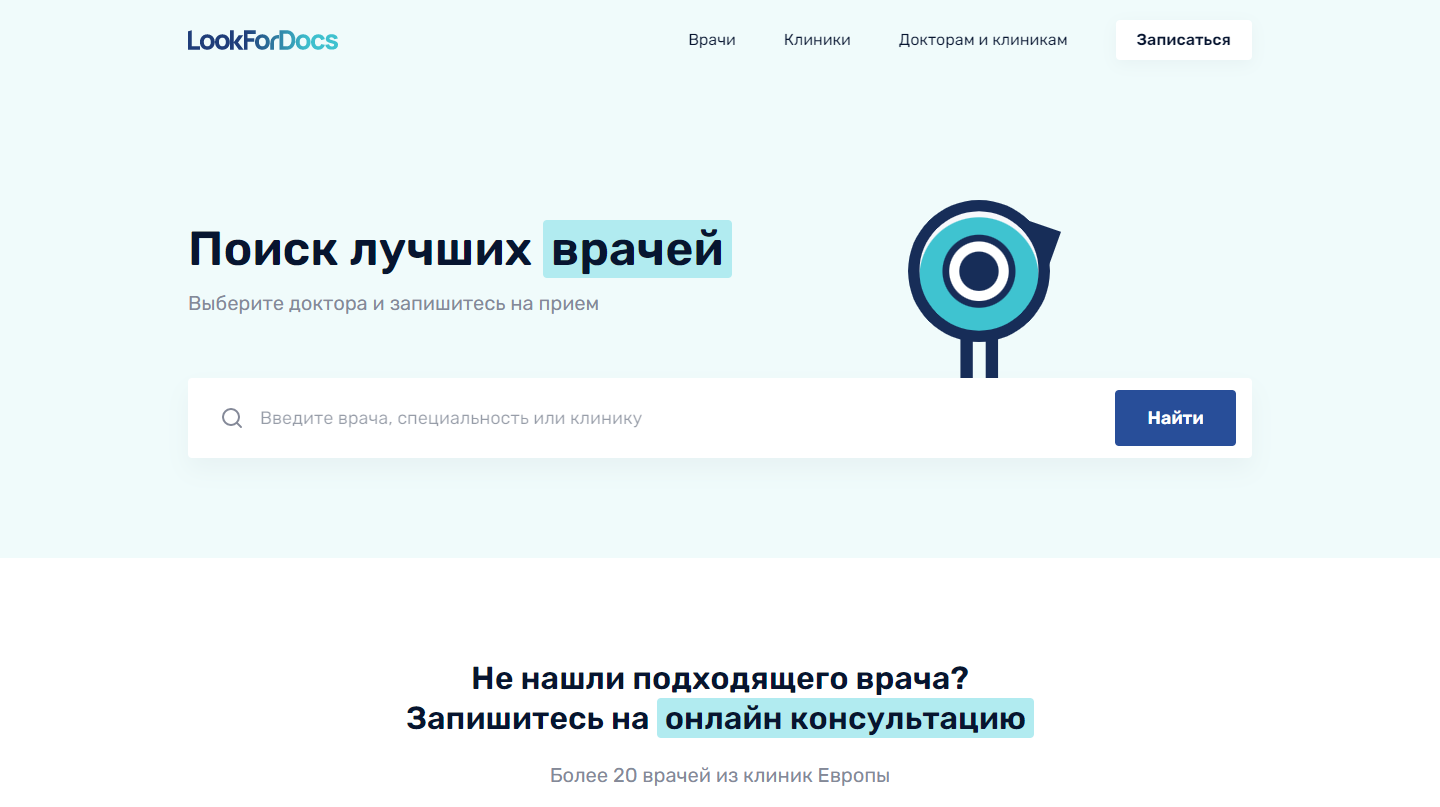 LookForDocs
Врачи
Клиники
Докторам и клиникам
Записаться
Поиск лучших врачей
Выберите доктора и запишитесь на прием
Введите врача, специальность или клинику
Найти
Не нашли подходящего врача?
Запишитесь на онлайн консультацию
Более 20 врачей из клиник Европы